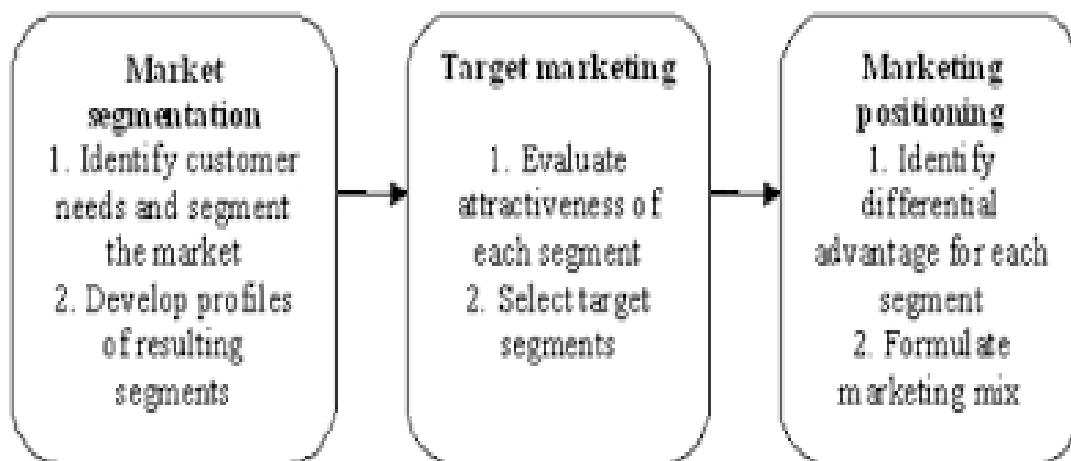 Market
segmentation
1. Identify customer
needs and segment
the market
2. Develop profiles
of resulting
segments
Target marketing
1. Evaluate
attractiveness of
each segment
2. Select target
segments
Marketing
positioning
1. Identify
differential
advantage for each
segment
2. Formulate
marketing mix